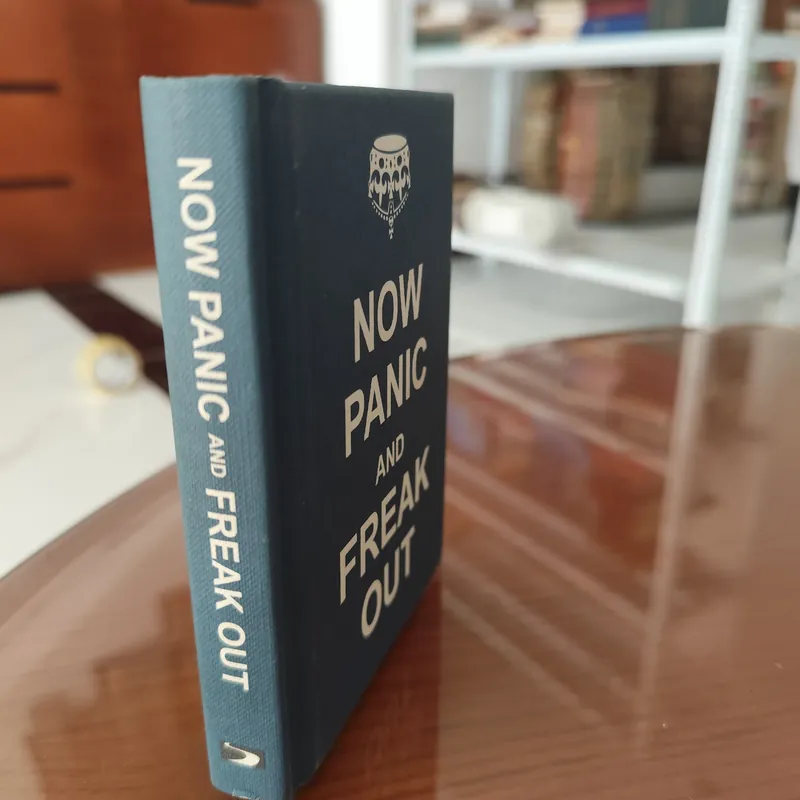 NOW PANIC AND FREAK OUT
NOW
PANIC
AND
FREAK
OUT